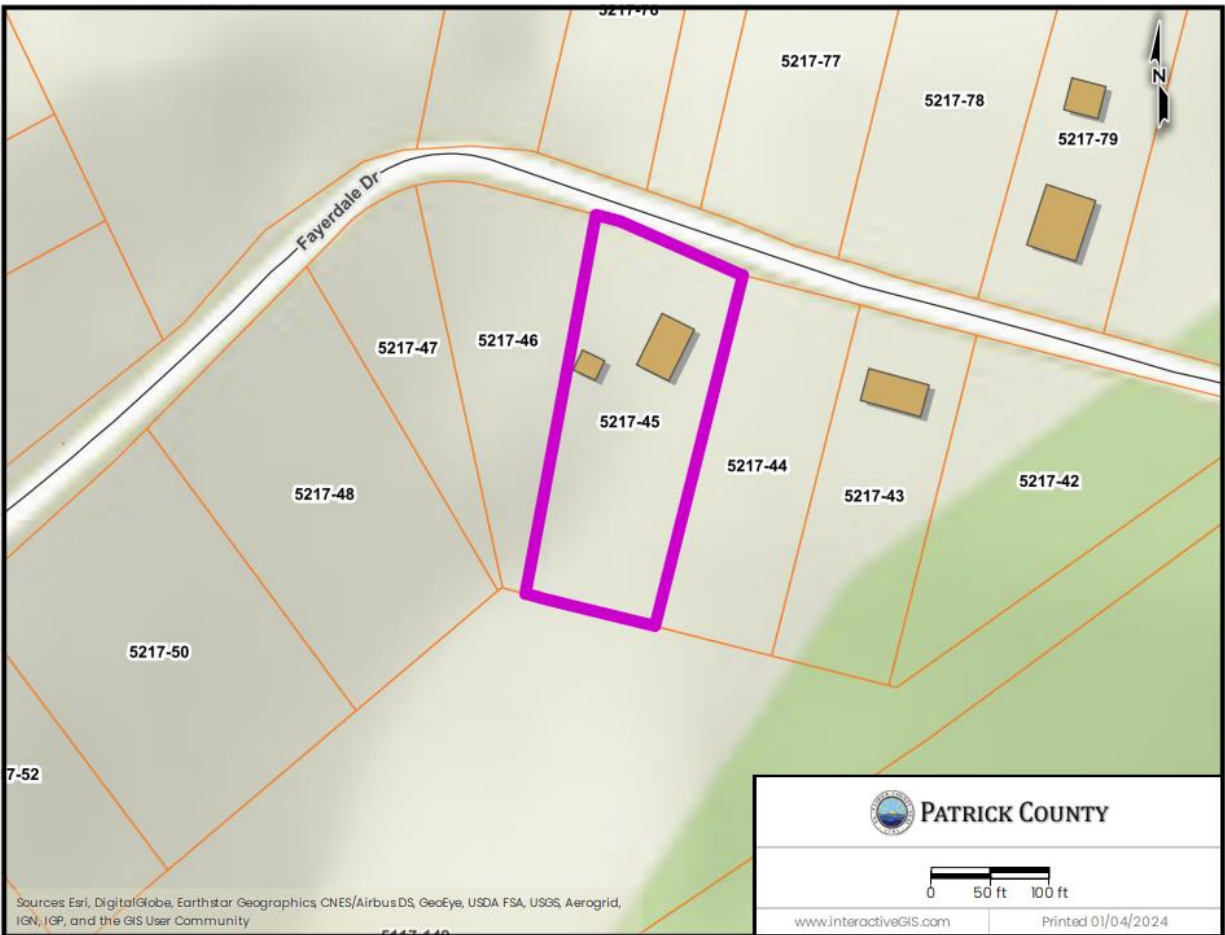 5217-76
5217-77
5217-78
N
5217-79
Fayerdale Dr
5217-47
5217-46
5217-45
5217-44
5217-43
5217-42
5217-48
5217-50
7-52
PATRICK COUNTY
0 50 ft 100 ft
www.interactiveGIS.com Printed 01/04/2024
Sources: Esri, DigitalGlobe, Earthstar Geographics, CNES/Airbus DS, GeoEye, USDA FSA, USGS, Aerogrid,
IGN, IGP, and the GIS User Community